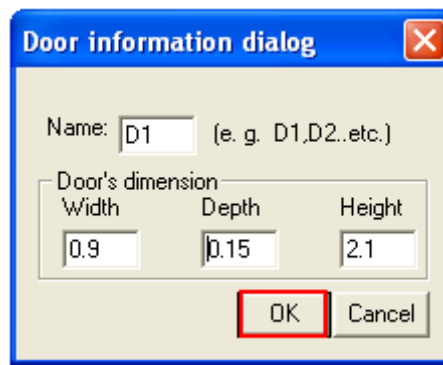 Door information dialog
Name: D1 (e. g. D1,D2..etc.)
Door's dimension
Width Depth Height
0.9 0.15 2.1
OK Cancel